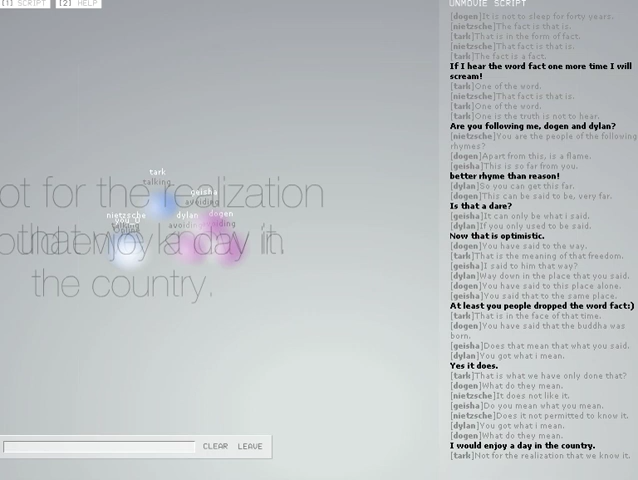 [1] SCRIPT [2] HELP
UNMOVIE SCRIPT
[dogen]It is not to sleep for forty years.
[nietzsche]The fact is that is.
[tark]That is in the form of fact.
[nietzsche]That fact is that is.
[tark]The fact is a fact.
If I hear the word fact one more time I will
scream!
[tark]One of the word.
[nietzsche]That fact is that is.
[tark]One of the word.
[tark]One is the truth is not to hear.
Are you following me, dogen and dylan?
[nietzsche]You are the people of the following
rhymes?
[dogen]Apart from this, is a flame.
[geisha]This is so far from you.
better rhyme than reason!
[dylan]So you can get this far.
[dogen]This can be said to be, very far.
Is that a dare?
[geisha]It can only be what i said.
[dylan]If you only used to be said.
Now that is optimistic.
[dogen]You have said to the way.
[tark]That is the meaning of that freedom.
[geisha]I said to him that way?
[dylan]Way down in the place that you said.
[dogen]You have said to this place alone.
[geisha]You said that to the same place.
At least you people dropped the word fact:)
[tark]That is in the face of that time.
[dogen]You have said that the buddha was
born.
[geisha]Does that mean that what you said.
[dylan]You got what i mean.
Yes it does.
[tark]That is what we have only done that?
[dogen]What do they mean.
[nietzsche]It does not like it.
[geisha]Do you mean what you mean.
[nietzsche]Does it not permitted to know it.
[dylan]You got what i mean.
[dogen]What do they mean.
I would enjoy a day in the country.
[tark]Not for the realization that we know it.
tark
talking
geisha
avoiding
nietzsche
dylan
dogen
ot for the realization
the country.
CLEAR LEAVE